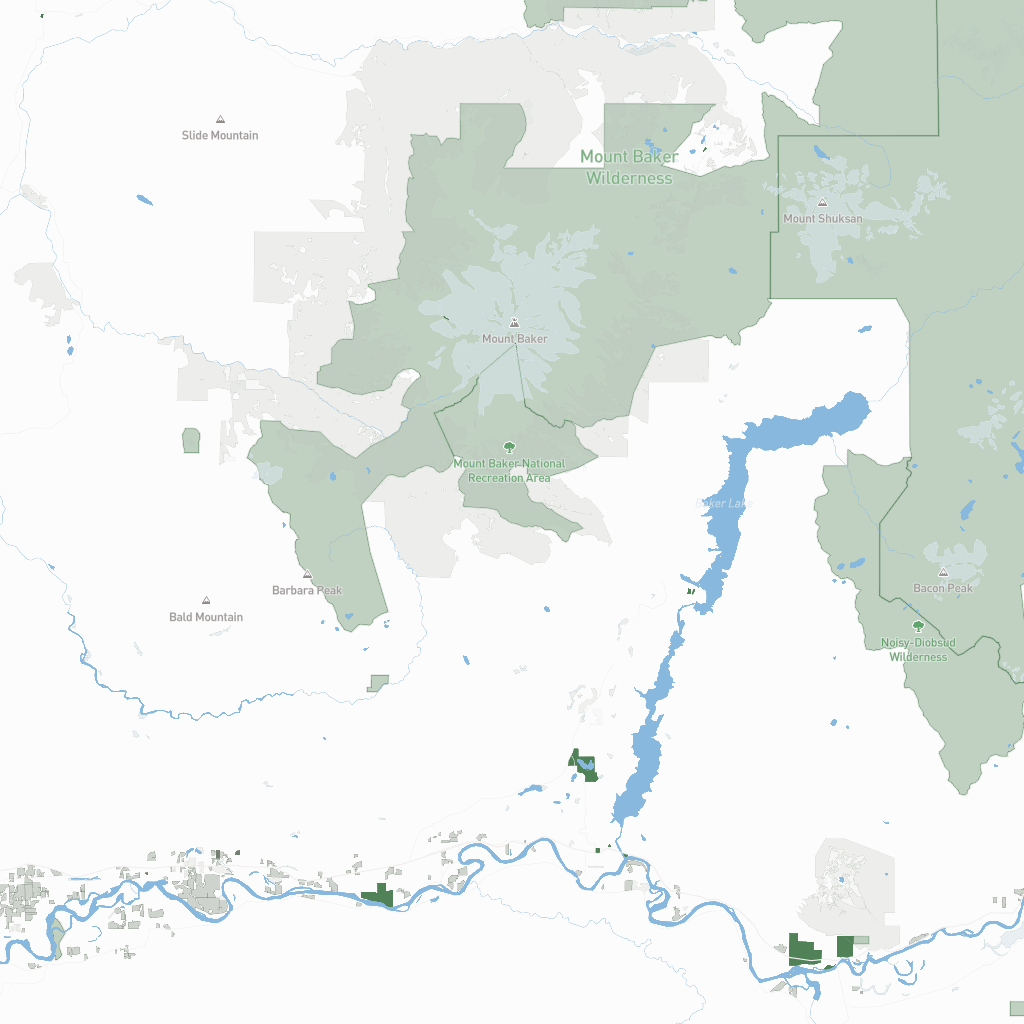 Slide Mountain
Mount Baker
Wilderness
Mount Shuksan
Mount Baker
Mount Baker National
Recreation Area
Baker Lake
Barbara Peak
Bald Mountain
Bacon Peak
Noisy-Diobsud
Wilderness